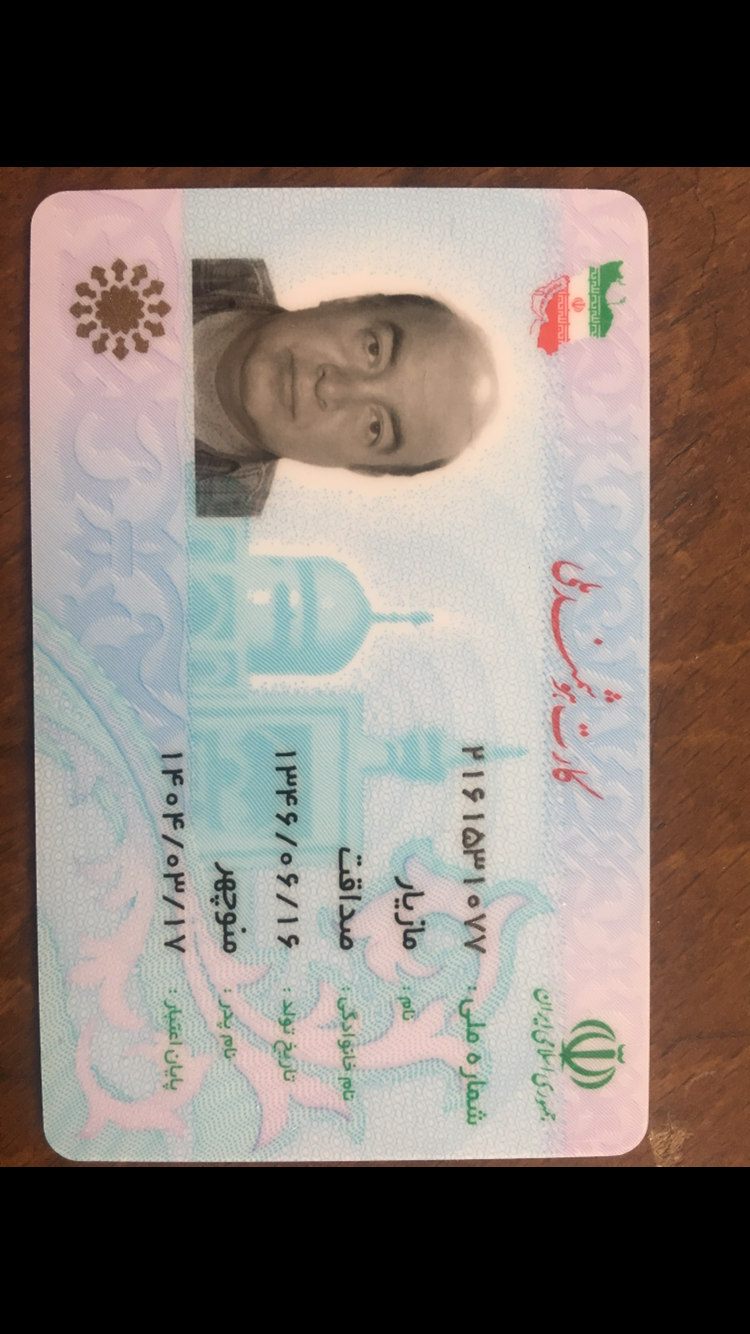 جمهوری اسلامی ایران
کارت هوشمند ملی
شماره ملی: ۲۱۶۱۵۳۱۰۷۷
نام: مازیار
نام خانوادگی: صداقت
تاریخ تولد: ۱۳۴۶/۰۶/۱۶
نام پدر: منوچهر
پایان اعتبار: ۱۴۰۴/۰۳/۱۷